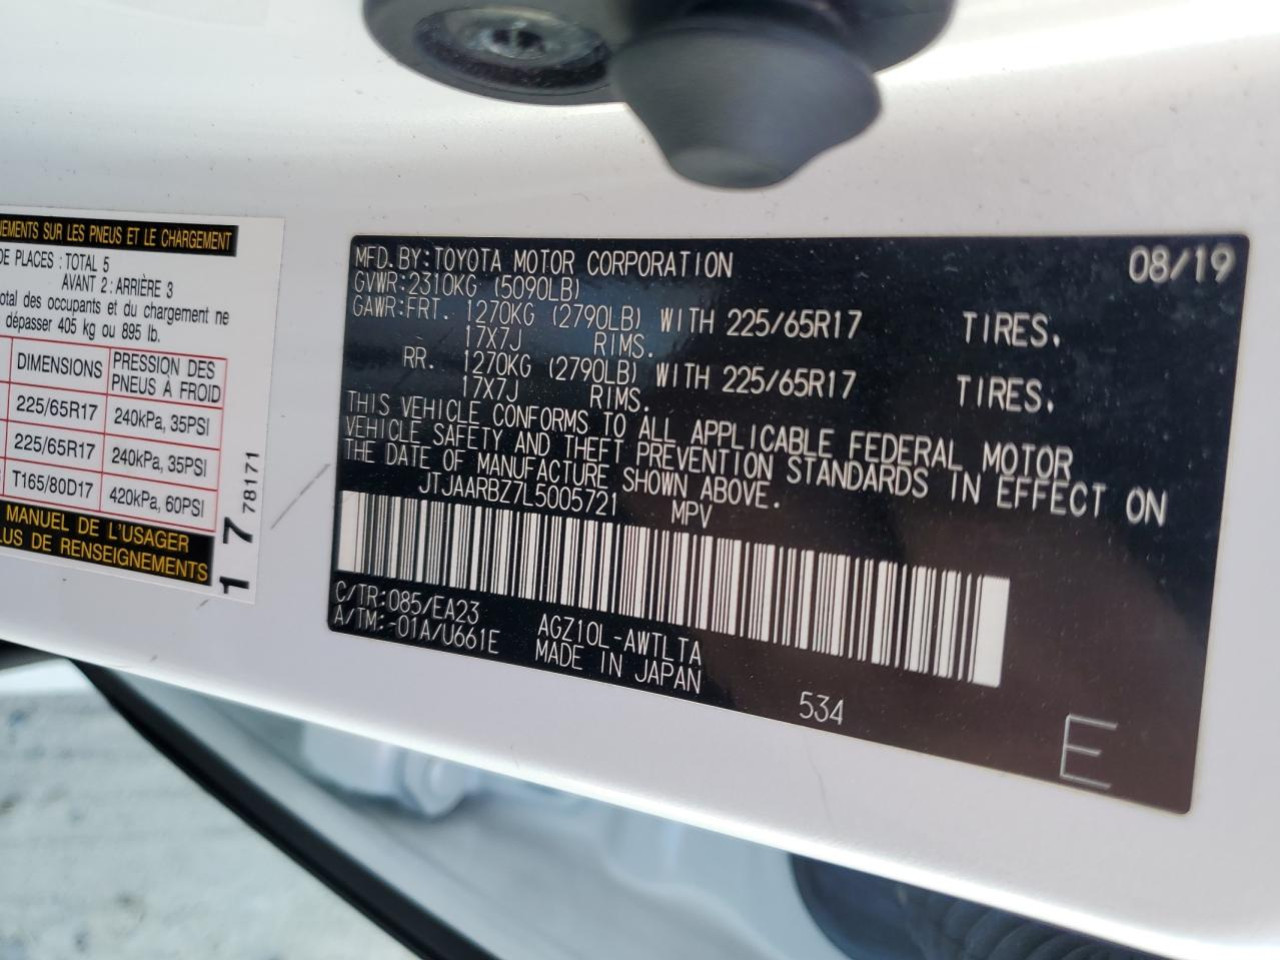 NEMENTS SUR LES PNEUS ET LE CHARGEMENT
DE PLACES : TOTAL 5
AVANT 2 : ARRIÈRE 3
total des occupants et du chargement ne
dépasser 405 kg ou 895 lb.
DIMENSIONS PRESSION DES PNEUS À FROID
225/65R17 240kPa, 35PSI
225/65R17 240kPa, 35PSI
T165/80D17 420kPa, 60PSI
MANUEL DE L'USAGER
LUS DE RENSEIGNEMENTS
17
78171
MFD.BY:TOYOTA MOTOR CORPORATION 08/19
GVWR:2310KG (5090LB)
GAWR:FRT. 1270KG (2790LB) WITH 225/65R17 TIRES.
17X7J RIMS.
RR. 1270KG (2790LB) WITH 225/65R17 TIRES.
17X7J RIMS.
THIS VEHICLE CONFORMS TO ALL APPLICABLE FEDERAL MOTOR
VEHICLE SAFETY AND THEFT PREVENTION STANDARDS IN EFFECT ON
THE DATE OF MANUFACTURE SHOWN ABOVE.
JTJAARBZ7L5005721 MPV
C/TR:085/EA23 AGZ10L-AWTLTA
A/TM:-01A/U661E MADE IN JAPAN
534
E